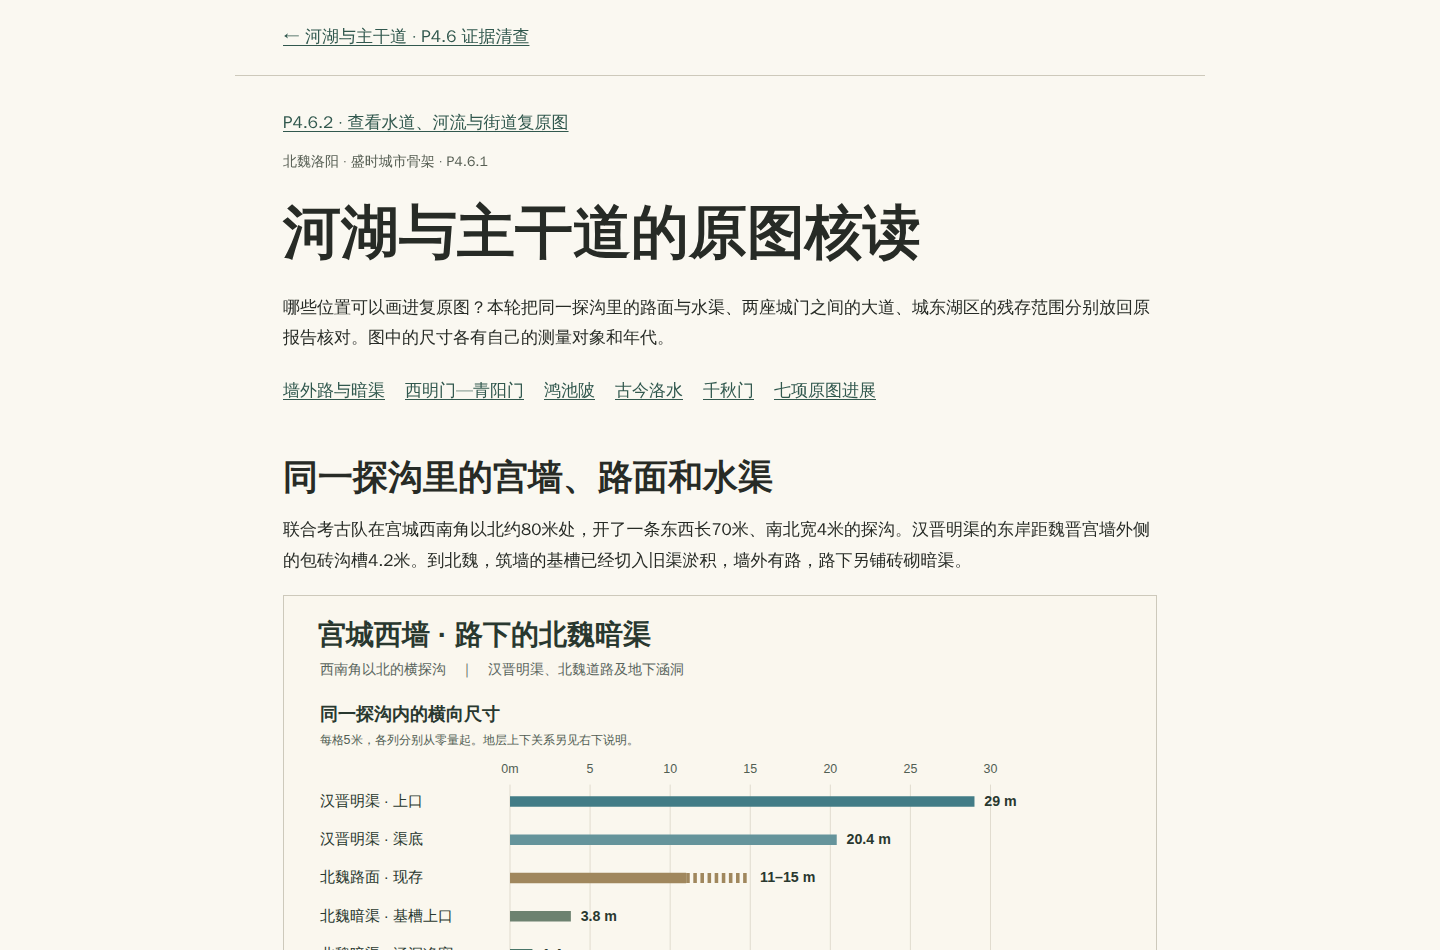 ← 河湖与主干道 · P4.6 证据清查
P4.6.2 · 查看水道、河流与街道复原图
北魏洛阳 · 盛时城市骨架 · P4.6.1
河湖与主干道的原图核读
哪些位置可以画进复原图？本轮把同一探沟里的路面与水渠、两座城门之间的大道、城东湖区的残存范围分别放回原
报告核对。图中的尺寸各有自己的测量对象和年代。
墙外路与暗渠 西明门—青阳门 鸿池陂 古今洛水 千秋门 七项原图进展
同一探沟里的宫墙、路面和水渠
联合考古队在宫城西南角以北约80米处，开了一条东西长70米、南北宽4米的探沟。汉晋明渠的东岸距魏晋宫墙外侧
的包砖沟槽4.2米。到北魏，筑墙的基槽已经切入旧渠淤积，墙外有路，路下另铺砖砌暗渠。
宫城西墙 · 路下的北魏暗渠
西南角以北的横探沟 ｜ 汉晋明渠、北魏道路及地下涵洞
同一探沟内的横向尺寸
每格5米，各列分别从零量起。地层上下关系另见右下说明。
0m 5 10 15 20 25 30
汉晋明渠 · 上口 29 m
汉晋明渠 · 渠底 20.4 m
北魏路面 · 现存 11–15 m
北魏暗渠 · 基槽上口 3.8 m